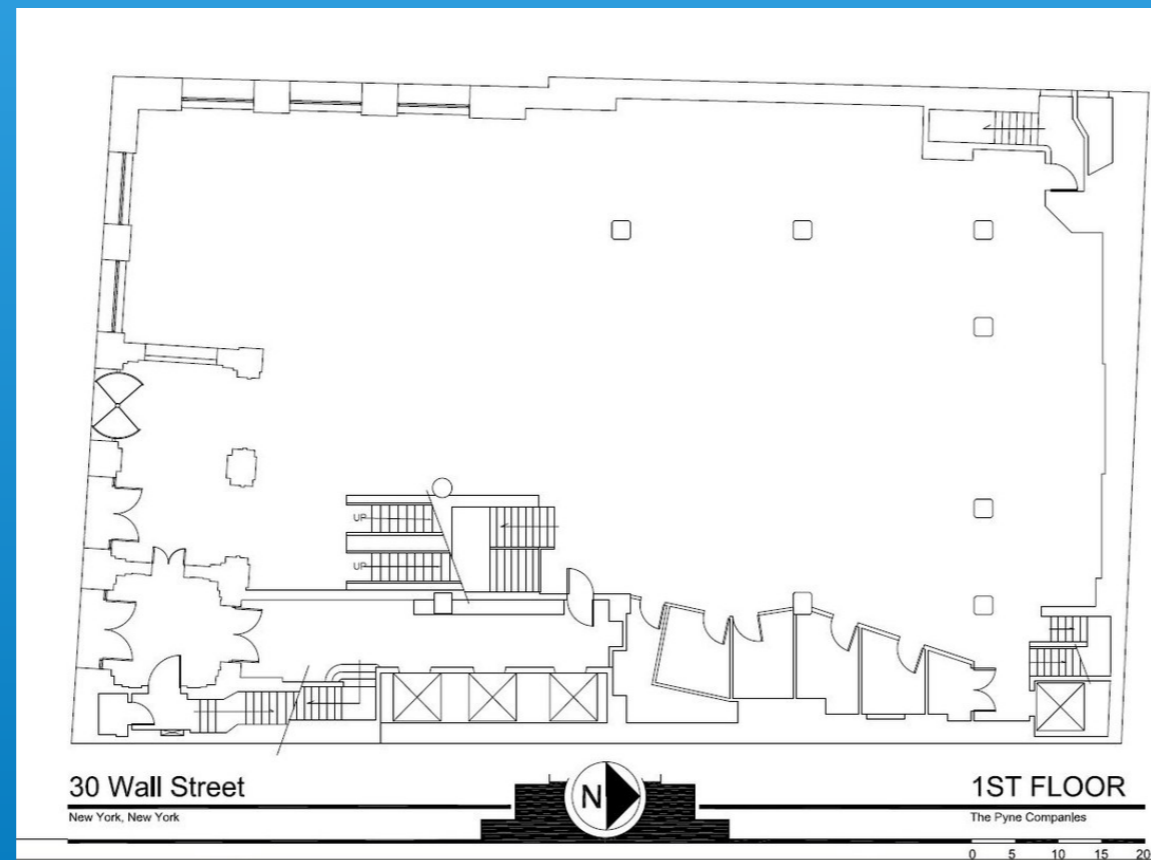 UP
UP
30 Wall Street
New York, New York
N
1ST FLOOR
The Pyne Companies
0 5 10 15 20